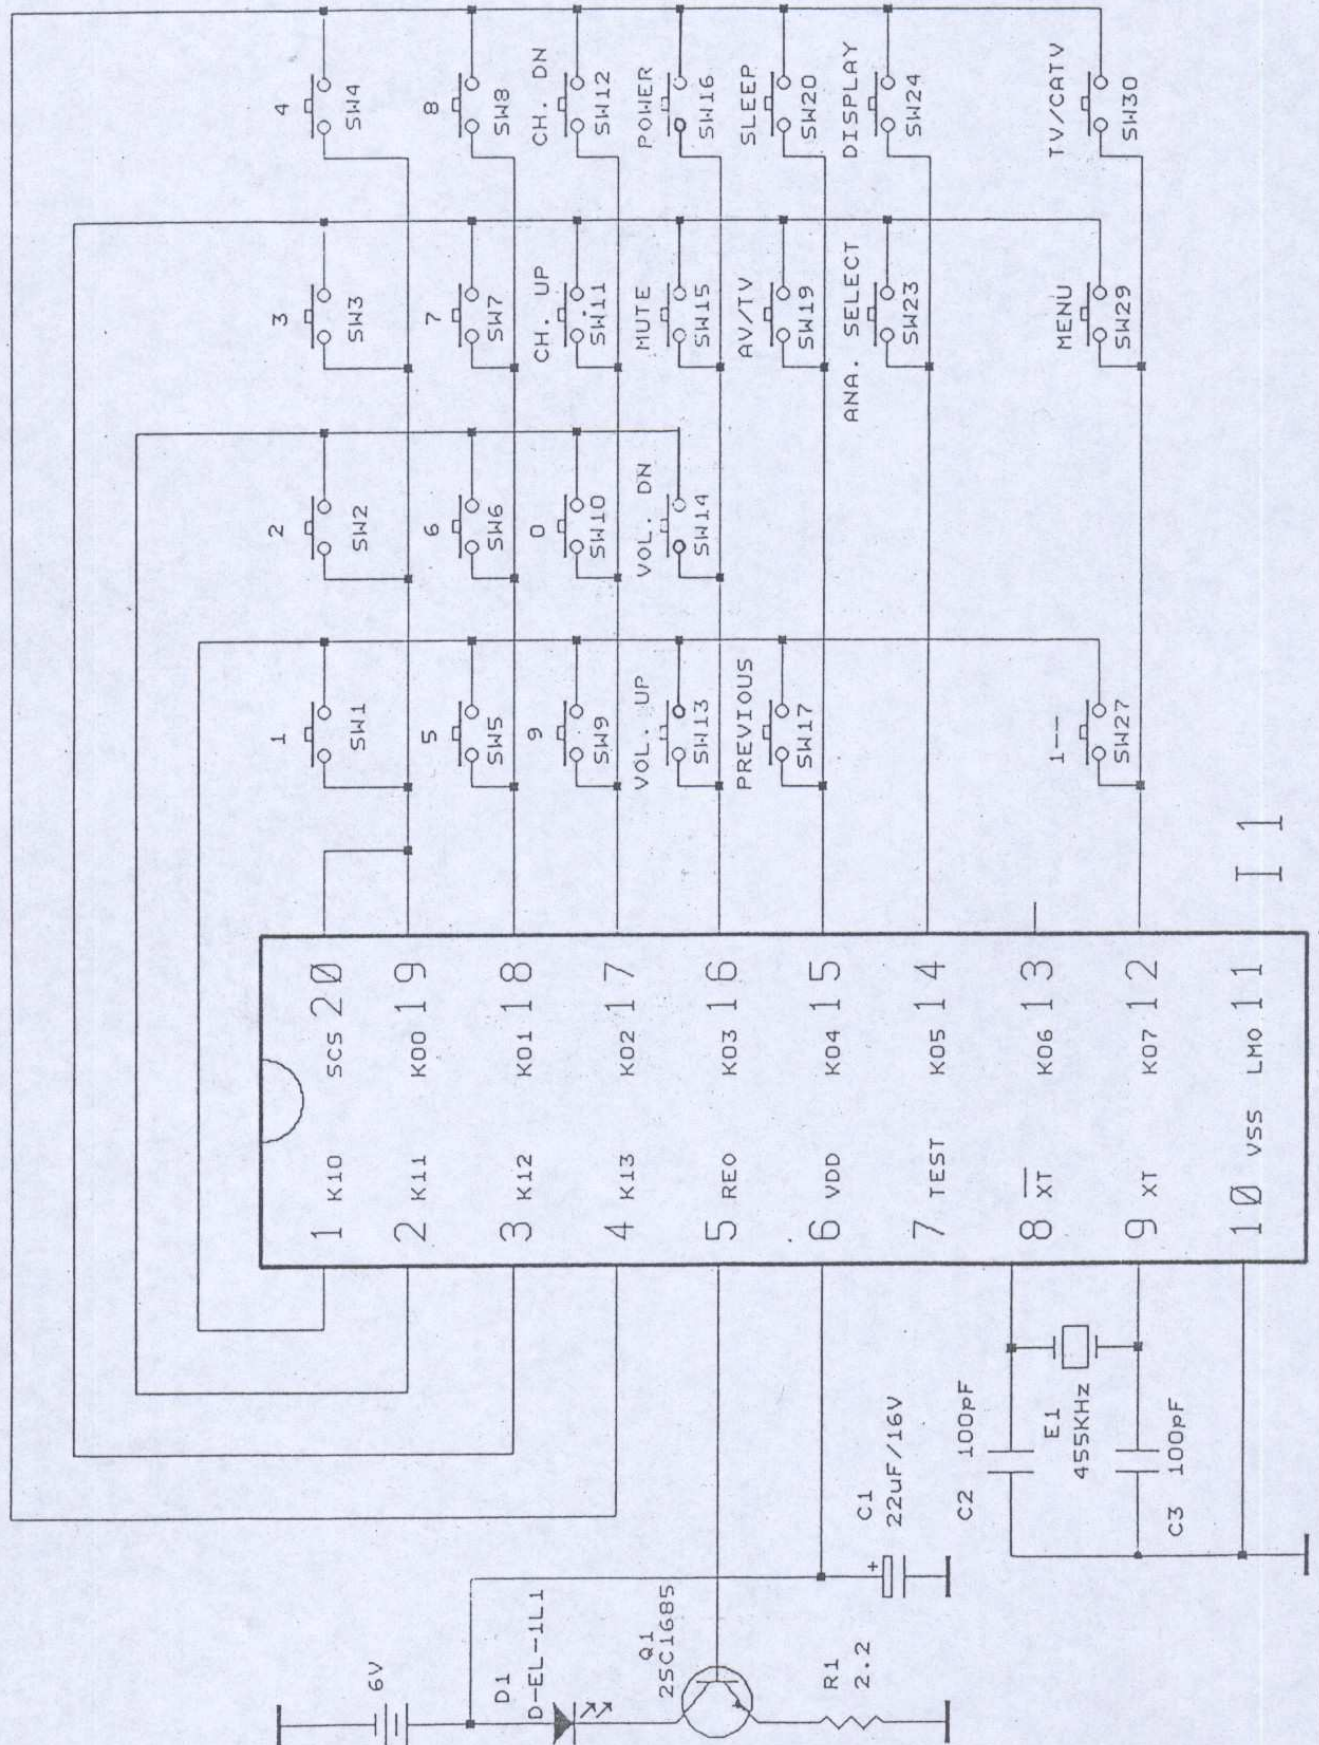 4
SW4
8
SW8
CH. DN
SW12
POWER
SW16
SLEEP
SW20
DISPLAY
SW24
TV/CATV
SW30
3
SW3
7
SW7
CH. UP
SW11
MUTE
SW15
AV/TV
SW19
ANA. SELECT
SW23
MENU
SW29
2
SW2
6
SW6
0
SW10
VOL. DN
SW14
1
SW1
5
SW5
9
SW9
VOL. UP
SW13
PREVIOUS
SW17
1--
SW27
I 1
1 K10 SCS 20
2 K11 K00 19
3 K12 K01 18
4 K13 K02 17
5 REO K03 16
6 VDD K04 15
7 TEST K05 14
8 XT K06 13
9 XT K07 12
10 VSS LMO 11
6V
D1
D-EL-1L1
Q1
2SC1685
R1
2.2
C1
22uF/16V
+
C2 100pF
E1
455KHz
C3 100pF